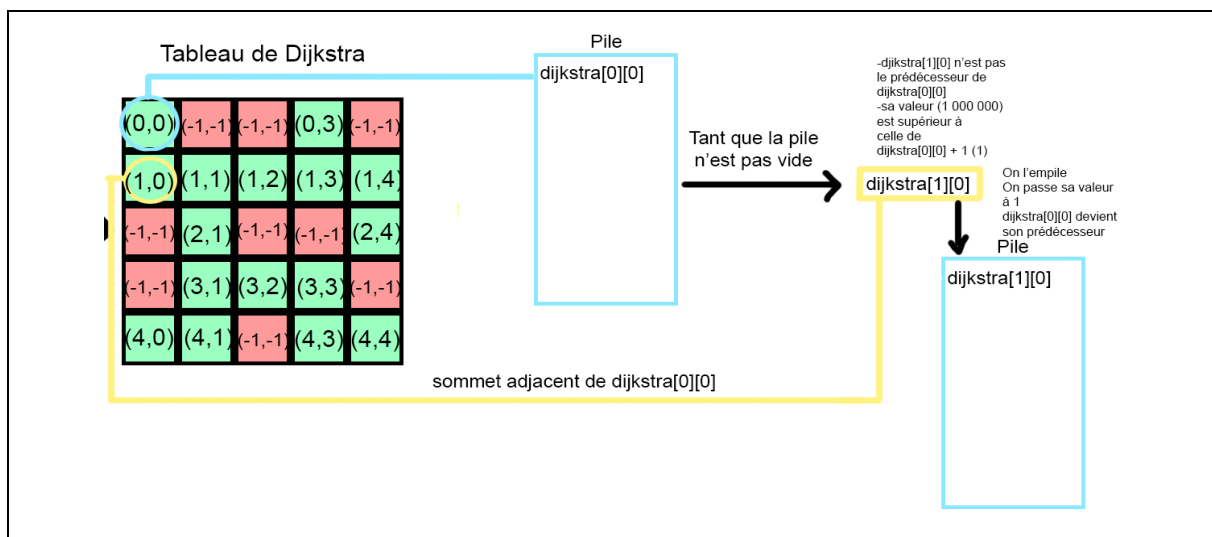 Tableau de Dijkstra
(0,0) (-1,-1) (-1,-1) (0,3) (-1,-1)
(1,0) (1,1) (1,2) (1,3) (1,4)
(-1,-1) (2,1) (-1,-1) (-1,-1) (2,4)
(-1,-1) (3,1) (3,2) (3,3) (-1,-1)
(4,0) (4,1) (-1,-1) (4,3) (4,4)
Pile
dijkstra[0][0]
Tant que la pile
n'est pas vide
-djikstra[1][0] n'est pas
le prédécesseur de
dijkstra[0][0]
-sa valeur (1 000 000)
est supérieur à
celle de
dijkstra[0][0] + 1 (1)
dijkstra[1][0]
On l'empile
On passe sa valeur
à 1
dijkstra[0][0] devient
son prédécesseur
Pile
dijkstra[1][0]
sommet adjacent de dijkstra[0][0]